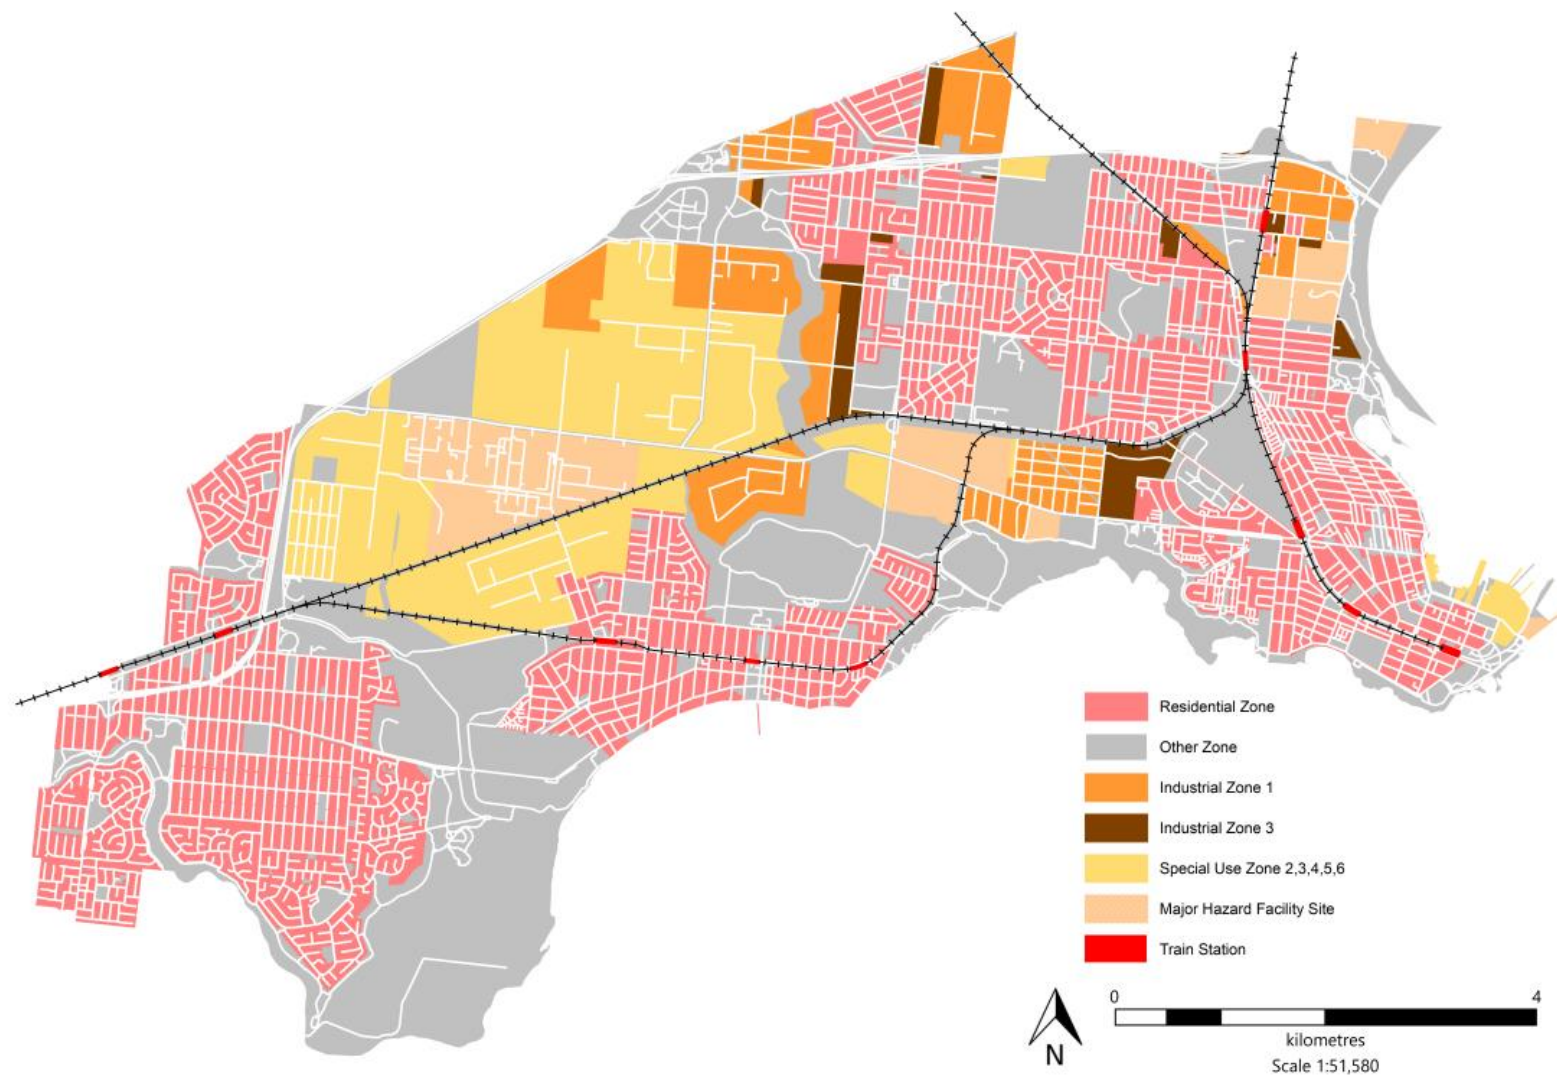 Residential Zone
Other Zone
Industrial Zone 1
Industrial Zone 3
Special Use Zone 2,3,4,5,6
Major Hazard Facility Site
Train Station
0 4
kilometres
Scale 1:51,580
N